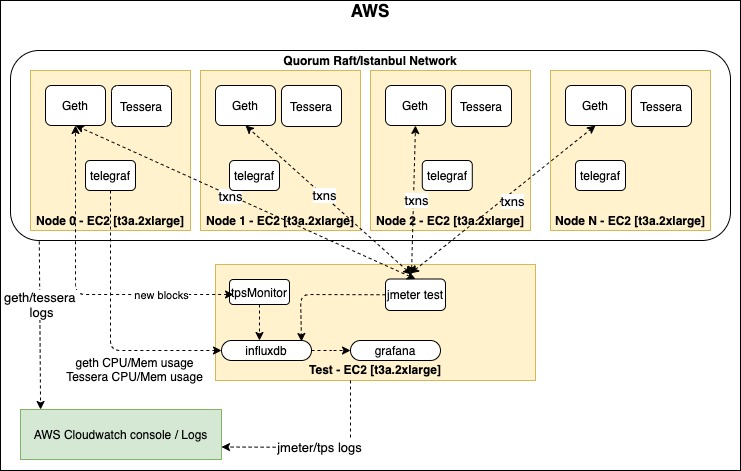 AWS
Quorum Raft/Istanbul Network
Geth
Tessera
telegraf
txns
Node 0 - EC2 [t3a.2xlarge]
Geth
Tessera
telegraf
txns
Node 1 - EC2 [t3a.2xlarge]
Geth
Tessera
telegraf
txns
Node 2 - EC2 [t3a.2xlarge]
Geth
Tessera
telegraf
txns
Node N - EC2 [t3a.2xlarge]
geth/tessera
logs
new blocks
tpsMonitor
jmeter test
influxdb
grafana
Test - EC2 [t3a.2xlarge]
geth CPU/Mem usage
Tessera CPU/Mem usage
AWS Cloudwatch console / Logs
jmeter/tps logs